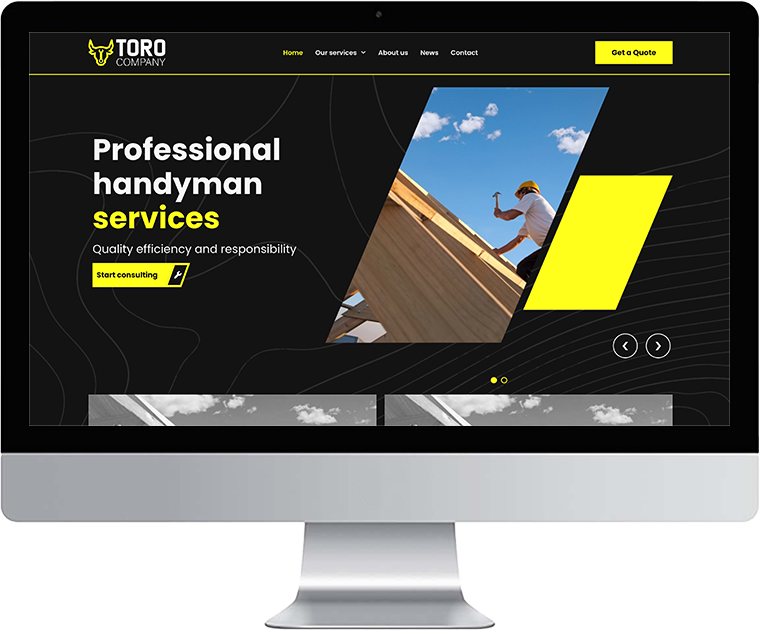 TORO
COMPANY
Home Our services About us News Contact
Get a Quote
Professional
handyman
services
Quality efficiency and responsibility
Start consulting